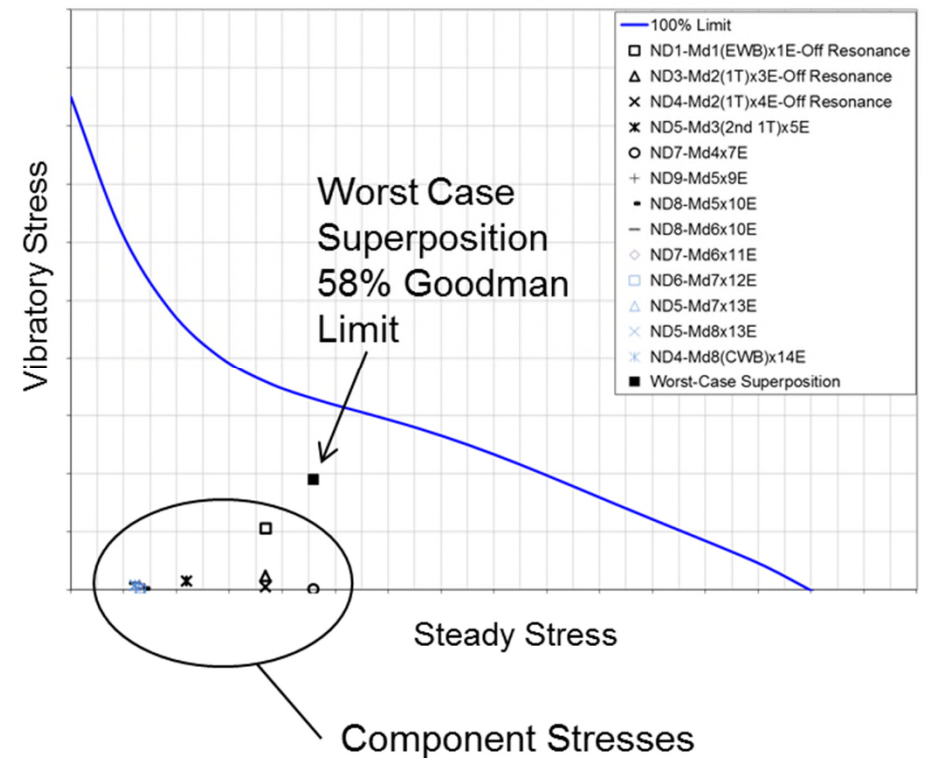 100% Limit
ND1-Md1(EWB)x1E-Off Resonance
ND3-Md2(1T)x3E-Off Resonance
ND4-Md2(1T)x4E-Off Resonance
ND5-Md3(2nd 1T)x5E
ND7-Md4x7E
ND9-Md5x9E
ND8-Md5x10E
ND8-Md6x10E
ND7-Md6x11E
ND6-Md7x12E
ND5-Md7x13E
ND5-Md8x13E
ND4-Md8(CWB)x14E
Worst-Case Superposition
Vibratory Stress
Worst Case
Superposition
58% Goodman
Limit
Steady Stress
Component Stresses